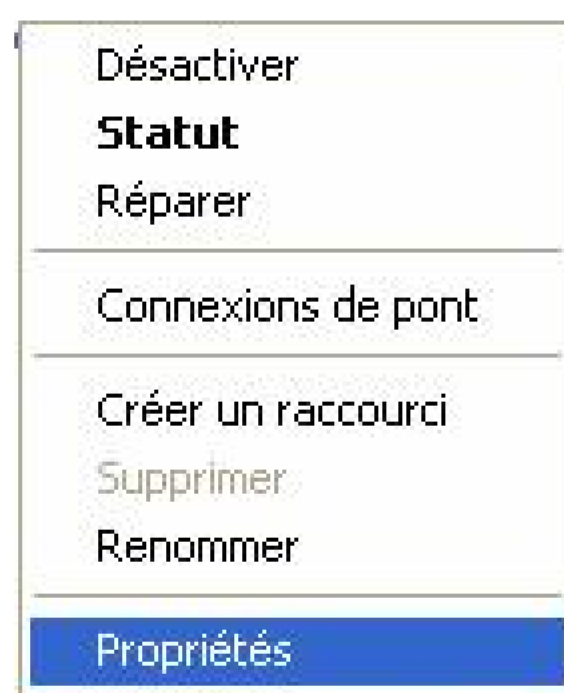 Désactiver
Statut
Réparer
Connexions de pont
Créer un raccourci
Supprimer
Renommer
Propriétés